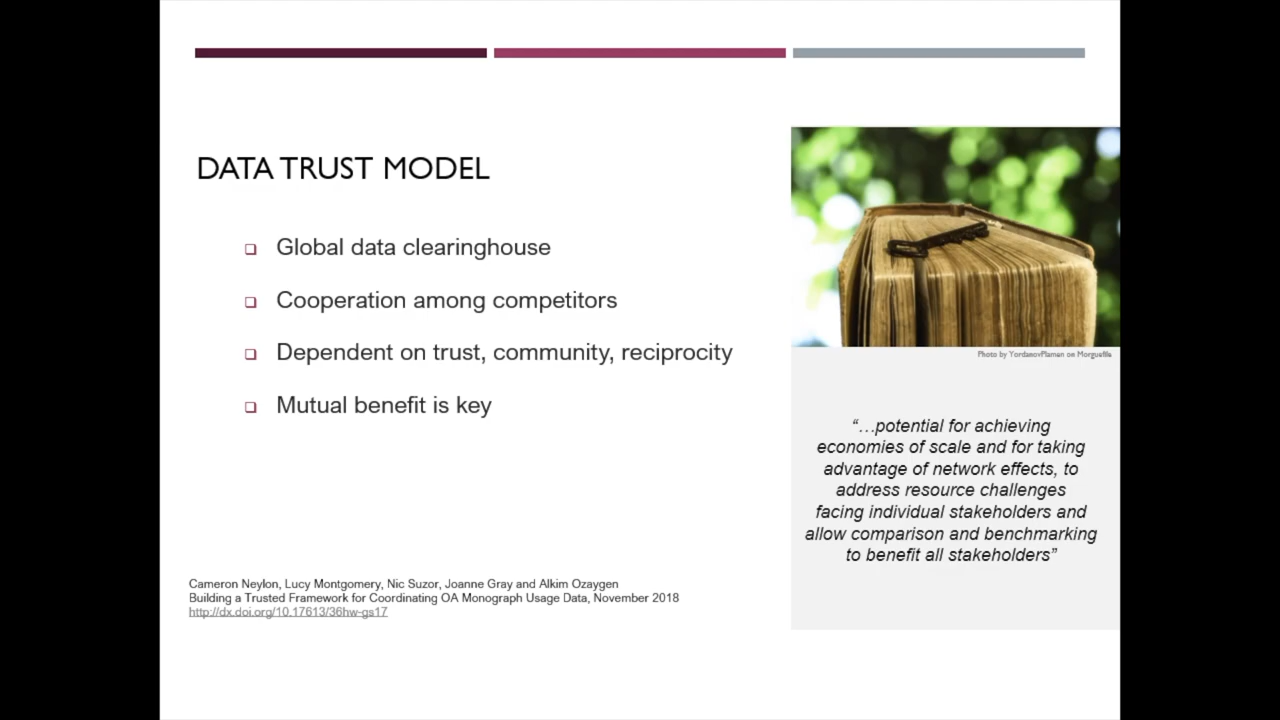 DATA TRUST MODEL
❑ Global data clearinghouse
❑ Cooperation among competitors
❑ Dependent on trust, community, reciprocity
❑ Mutual benefit is key
Photo by YordanovPlaman on Morguefile
“…potential for achieving
economies of scale and for taking
advantage of network effects, to
address resource challenges
facing individual stakeholders and
allow comparison and benchmarking
to benefit all stakeholders”
Cameron Neylon, Lucy Montgomery, Nic Suzor, Joanne Gray and Alkim Ozaygen
Building a Trusted Framework for Coordinating OA Monograph Usage Data, November 2018
http://dx.doi.org/10.17613/36hw-gs17